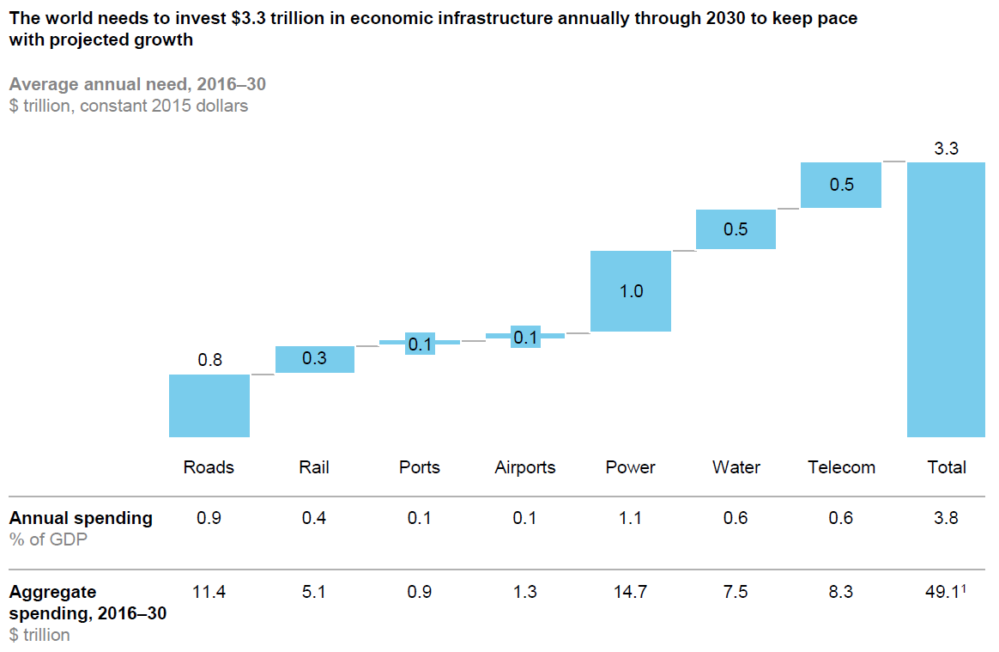 The world needs to invest $3.3 trillion in economic infrastructure annually through 2030 to keep pace
with projected growth
Average annual need, 2016–30
$ trillion, constant 2015 dollars
3.3
0.5
0.5
1.0
0.1
0.1
0.3
0.8
Roads Rail Ports Airports Power Water Telecom Total
Annual spending 0.9 0.4 0.1 0.1 1.1 0.6 0.6 3.8
% of GDP
Aggregate 11.4 5.1 0.9 1.3 14.7 7.5 8.3 49.1¹
spending, 2016–30
$ trillion